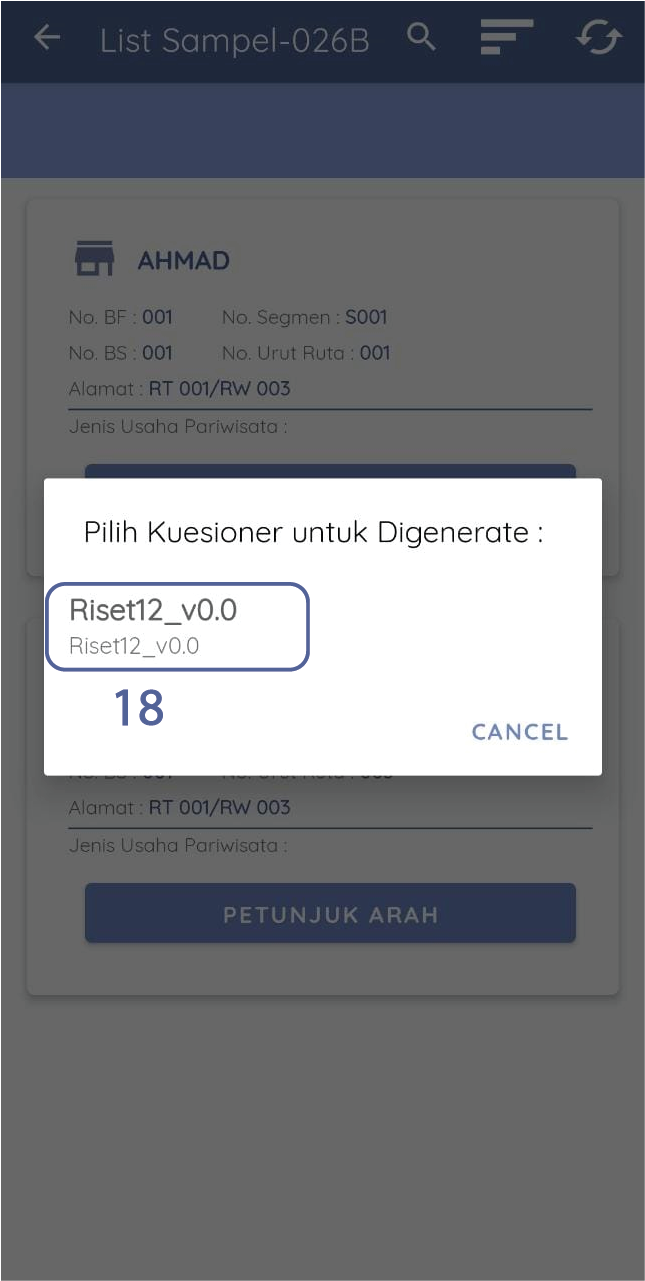 List Sampel-026B
AHMAD
No. BF : 001 No. Segmen : S001
No. BS : 001 No. Urut Ruta : 001
Alamat : RT 001/RW 003
Jenis Usaha Pariwisata :
Pilih Kuesioner untuk Digenerate :
Riset12_v0.0
Riset12_v0.0
18
CANCEL
Alamat : RT 001/RW 003
Jenis Usaha Pariwisata :
PETUNJUK ARAH